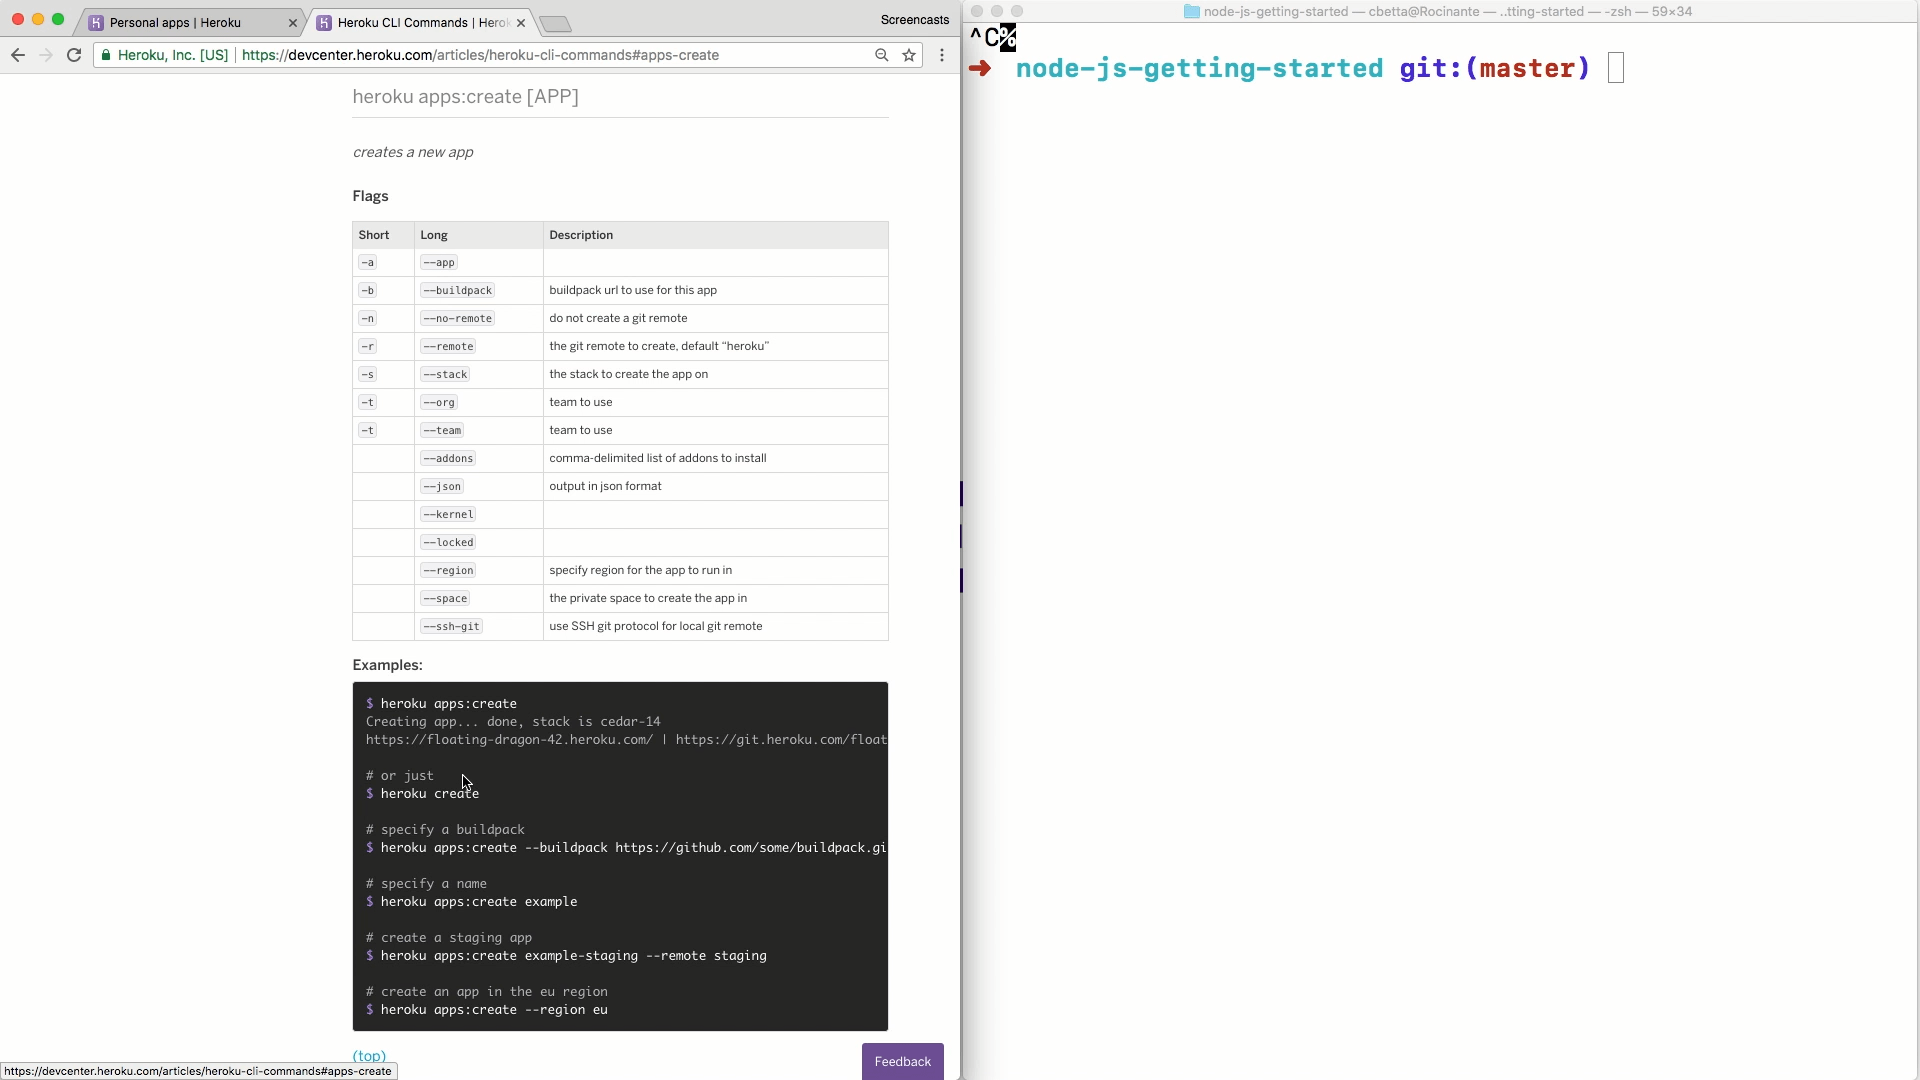 Personal apps | Heroku
Heroku CLI Commands | Herok
Screencasts
Heroku, Inc. [US]
https://devcenter.heroku.com/articles/heroku-cli-commands#apps-create
heroku apps:create [APP]
creates a new app
Flags
Short Long Description
-a --app
-b --buildpack buildpack url to use for this app
-n --no-remote do not create a git remote
-r --remote the git remote to create, default “heroku”
-s --stack the stack to create the app on
-t --org team to use
-t --team team to use
--addons comma-delimited list of addons to install
--json output in json format
--kernel
--locked
--region specify region for the app to run in
--space the private space to create the app in
--ssh-git use SSH git protocol for local git remote
Examples:
$ heroku apps:create
Creating app... done, stack is cedar-14
https://floating-dragon-42.heroku.com/ | https://git.heroku.com/float
# or just
$ heroku create
# specify a buildpack
$ heroku apps:create --buildpack https://github.com/some/buildpack.gi
# specify a name
$ heroku apps:create example
# create a staging app
$ heroku apps:create example-staging --remote staging
# create an app in the eu region
$ heroku apps:create --region eu
(top)
Feedback
https://devcenter.heroku.com/articles/heroku-cli-commands#apps-create
node-js-getting-started — cbetta@Rocinante — ..tting-started — -zsh — 59×34
^C%
➜ node-js-getting-started git:(master)